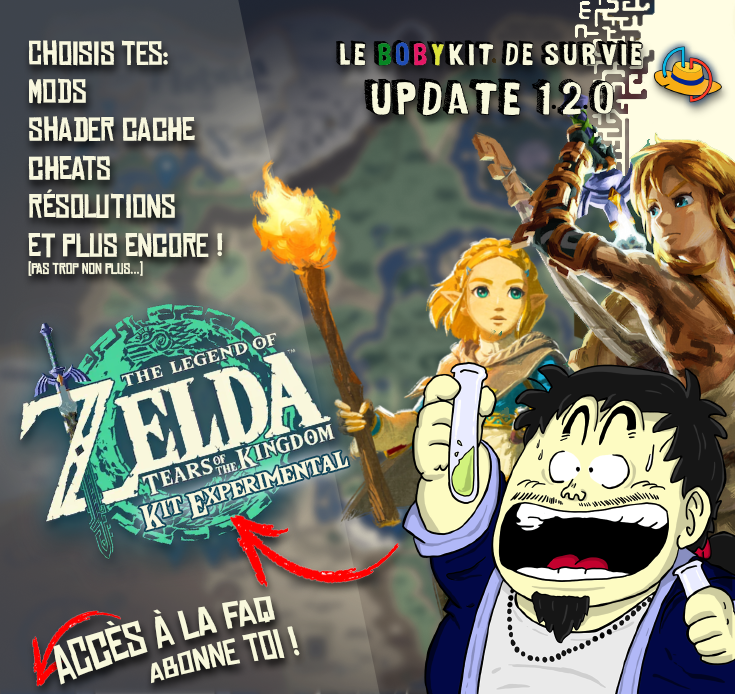 CHOISIS TES:
MODS
SHADER CACHE
CHEATS
RÉSOLUTIONS
ET PLUS ENCORE !
(PAS TROP NON PLUS...)
LE BOBYKIT DE SURVIE
UPDATE 1.2.0
THE LEGEND OF
ZELDA™
TEARS OF THE KINGDOM
KIT EXPERIMENTAL
ACCÈS À LA FAQ
ABONNE TOI !